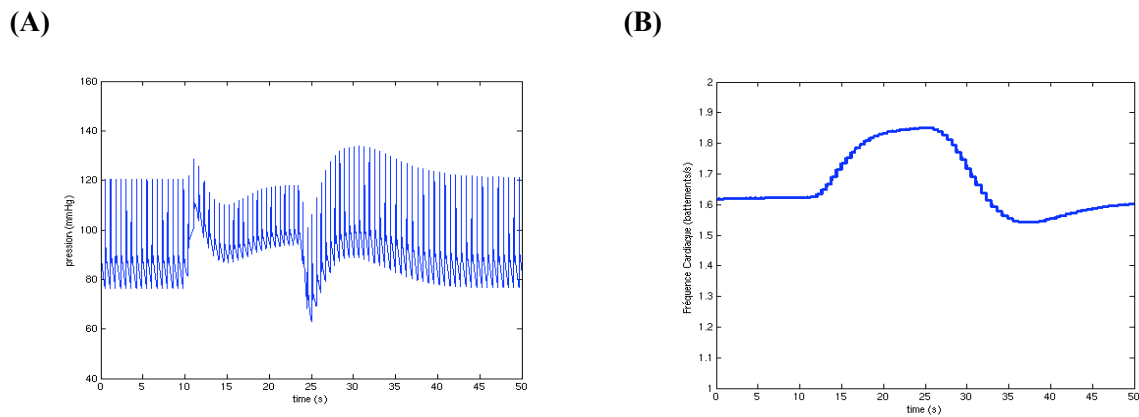 (A)
(B)
160
140
120
100
80
60
40
pression (mmHg)
0 5 10 15 20 25 30 35 40 45 50
time (s)
2
1.9
1.8
1.7
1.6
1.5
1.4
1.3
1.2
1.1
1
Fréquence Cardiaque (battements/s)
0 5 10 15 20 25 30 35 40 45 50
time (s)